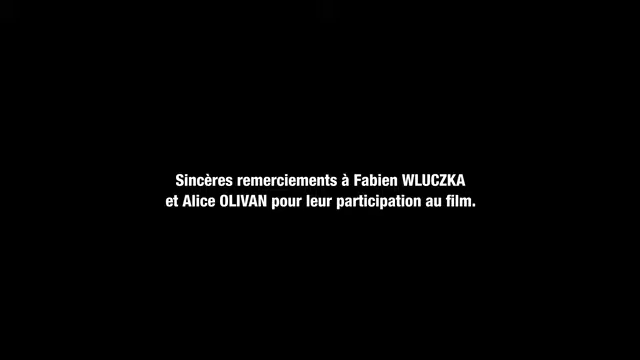 Sincères remerciements à Fabien WLUCZKA
et Alice OLIVAN pour leur participation au film.